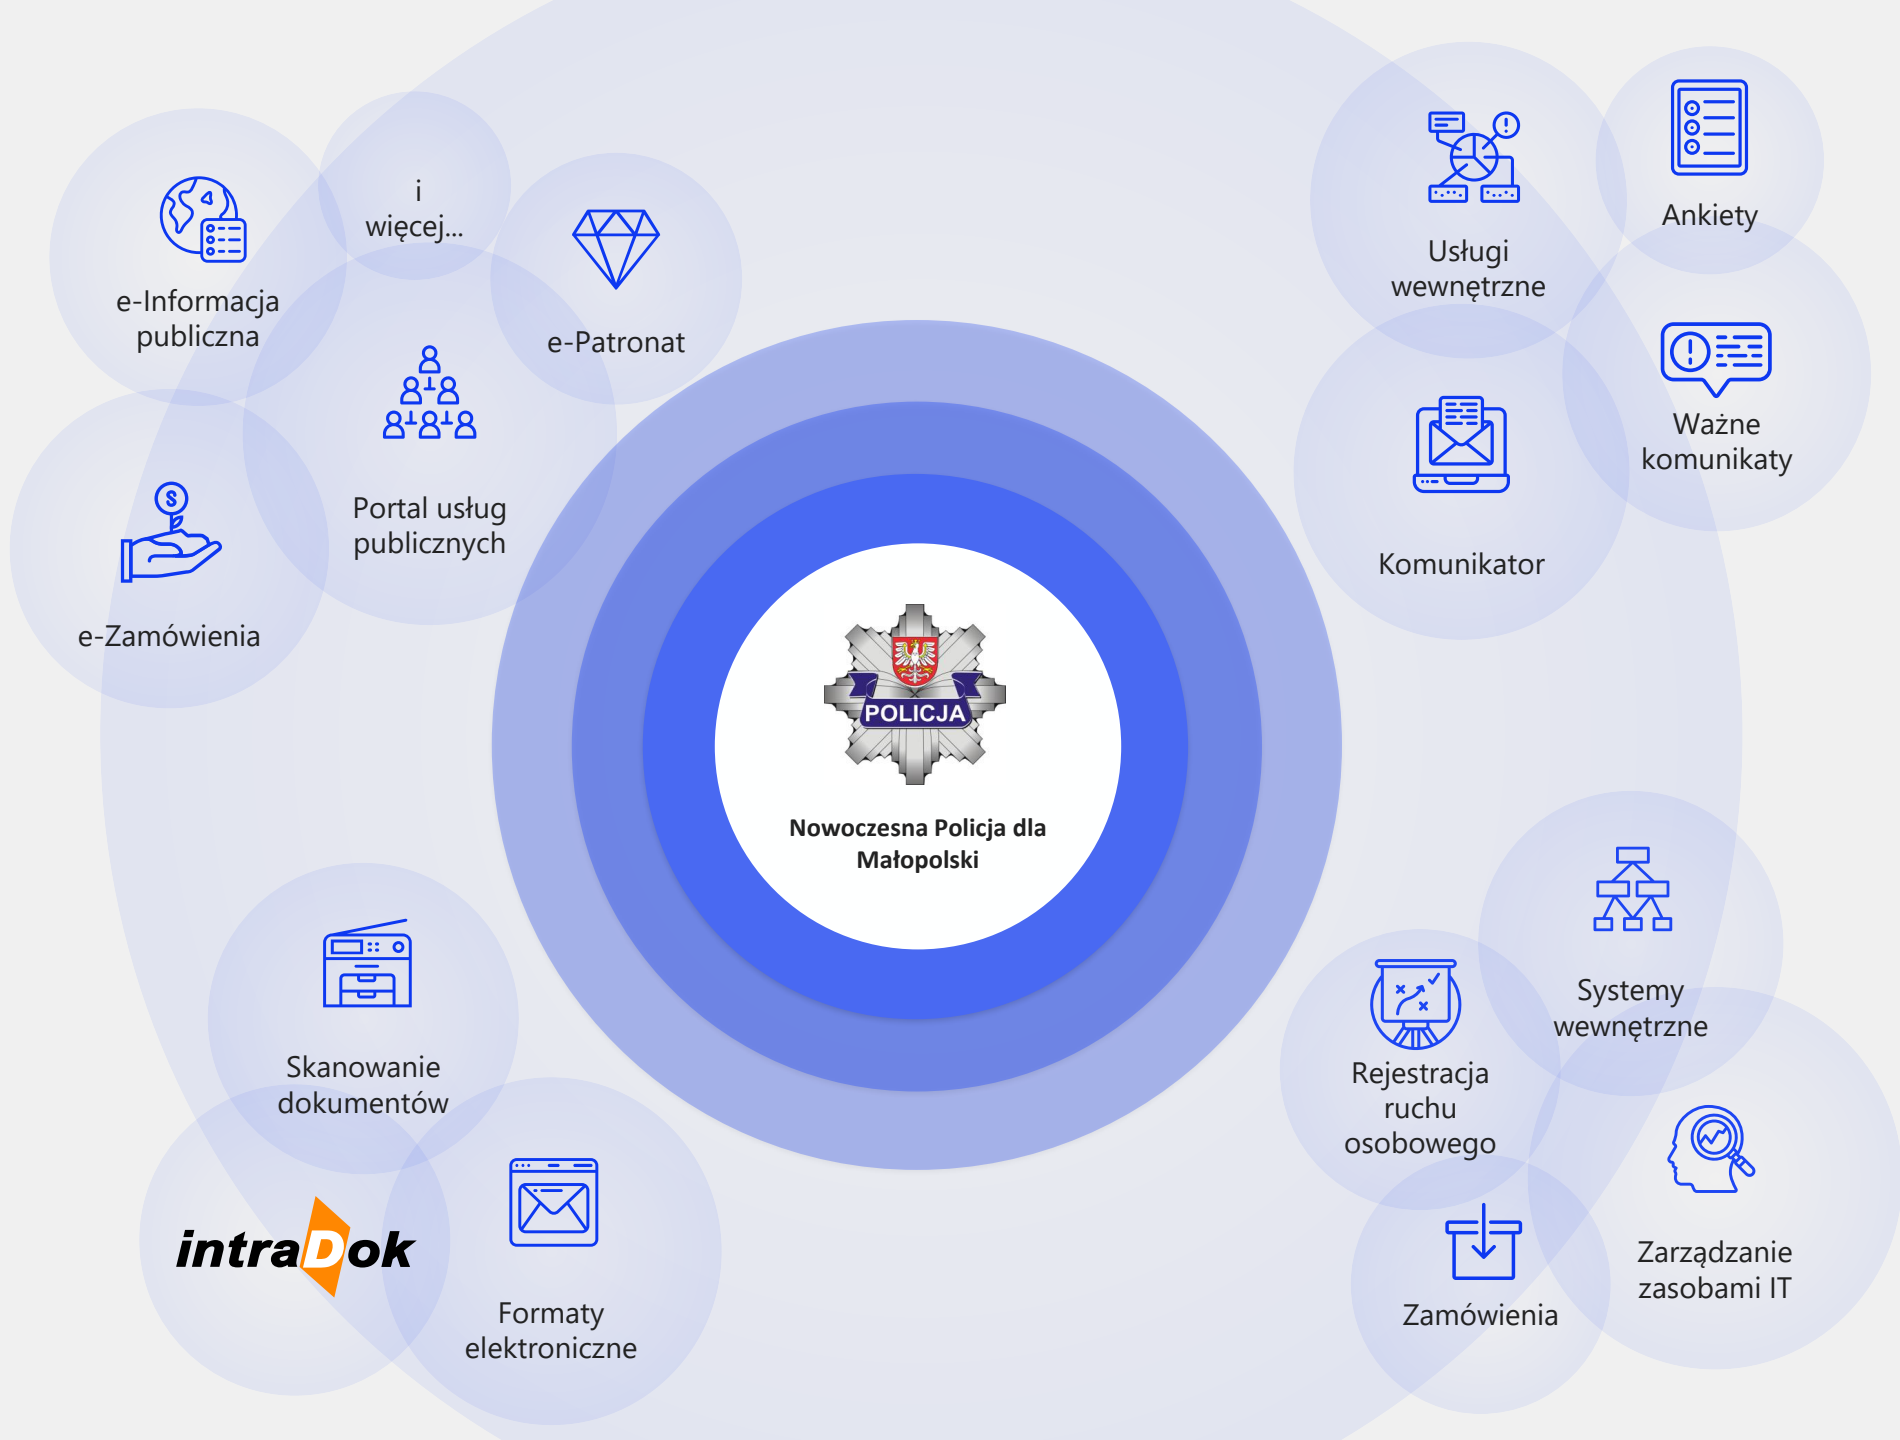 i
więcej...
e-Informacja
publiczna
e-Patronat
Portal usług
publicznych
e-Zamówienia
Usługi
wewnętrzne
Ankiety
Ważne
komunikaty
Komunikator
POLICJA
Nowoczesna Policja dla
Małopolski
Skanowanie
dokumentów
intraDok
Formaty
elektroniczne
Systemy
wewnętrzne
Rejestracja
ruchu
osobowego
Zarządzanie
zasobami IT
Zamówienia